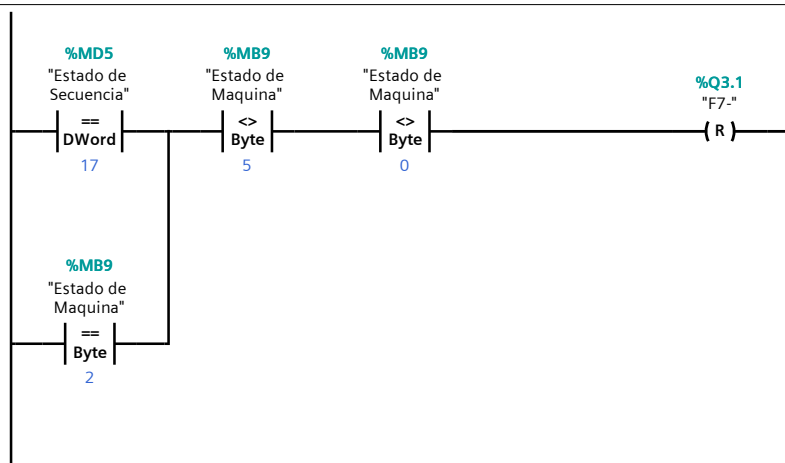 %MD5
"Estado de
Secuencia"
==
DWord
17
%MB9
"Estado de
Maquina"
<>
Byte
5
%MB9
"Estado de
Maquina"
<>
Byte
0
%Q3.1
"F7-"
R
%MB9
"Estado de
Maquina"
==
Byte
2